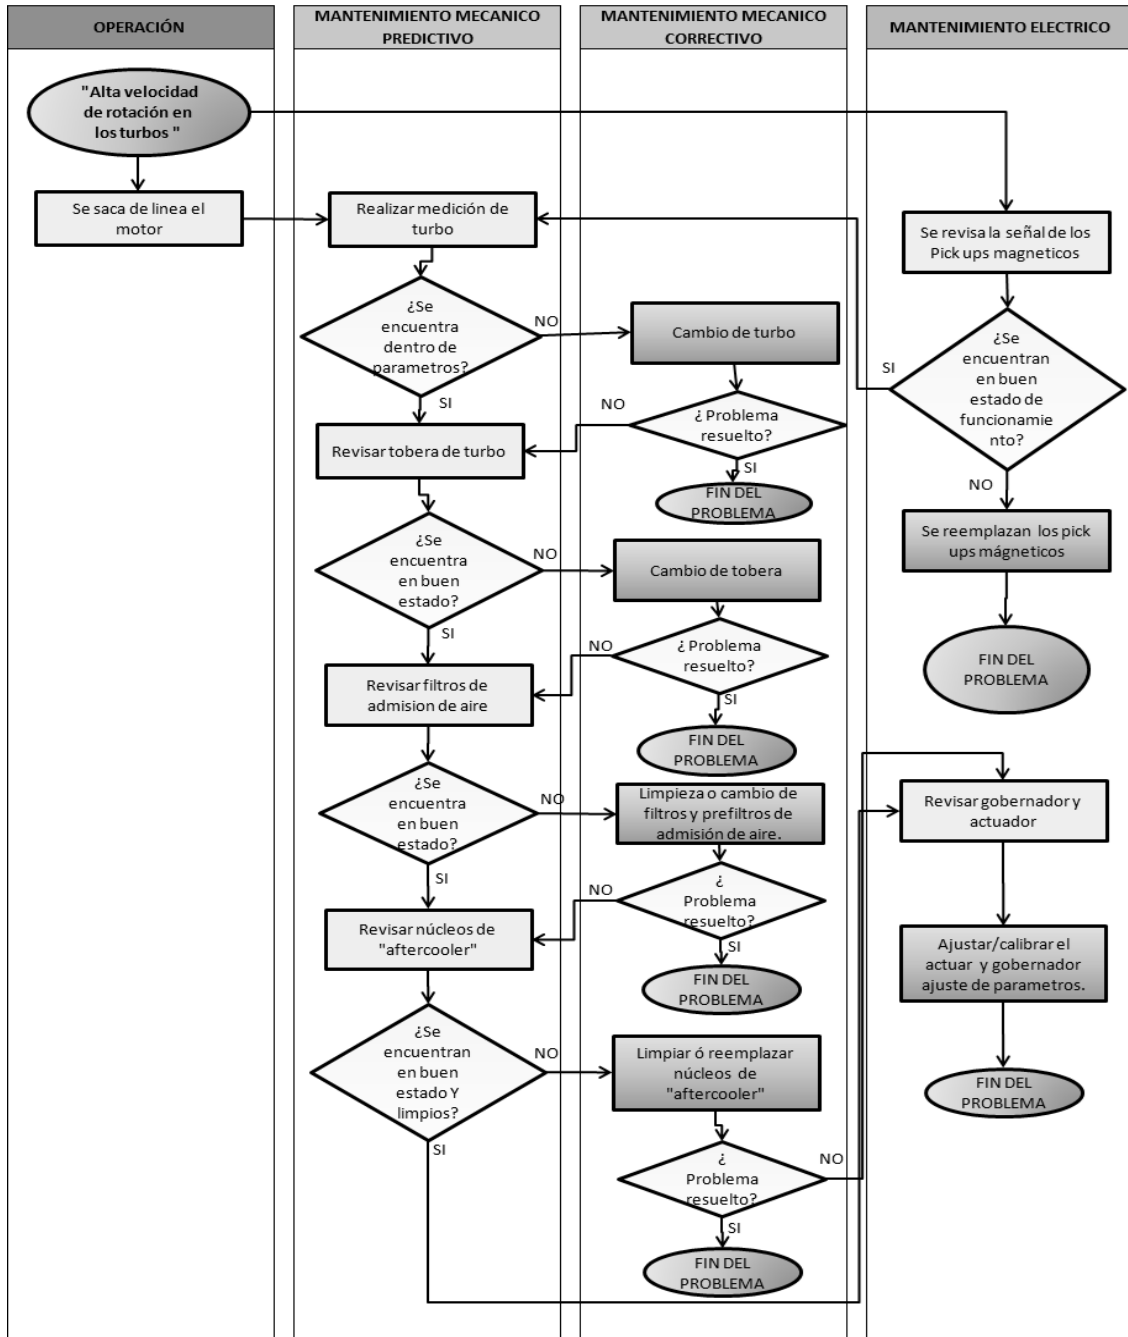 OPERACIÓN
MANTENIMIENTO MECANICO
PREDICTIVO
MANTENIMIENTO MECANICO
CORRECTIVO
MANTENIMIENTO ELECTRICO
"Alta velocidad
de rotación en
los turbos "
Se saca de linea el
motor
Realizar medición de
turbo
Se revisa la señal de los
Pick ups magneticos
¿Se
encuentra
dentro de
parametros?
NO
SI
Cambio de turbo
¿Se
encuentran
en buen
estado de
funcionamie
nto?
SI
NO
¿ Problema
resuelto?
NO
SI
FIN DEL
PROBLEMA
Revisar tobera de turbo
Se reemplazan los pick
ups mágneticos
FIN DEL
PROBLEMA
¿Se
encuentra
en buen
estado?
NO
SI
Cambio de tobera
¿ Problema
resuelto?
NO
SI
FIN DEL
PROBLEMA
Revisar filtros de
admision de aire
¿Se
encuentra
en buen
estado?
NO
SI
Limpieza o cambio de
filtros y prefiltros de
admisión de aire.
¿
Problema
resuelto?
NO
SI
FIN DEL
PROBLEMA
Revisar núcleos de
"aftercooler"
¿Se
encuentran
en buen
estado Y
limpios?
NO
SI
Limpiar ó reemplazar
núcleos de
"aftercooler"
¿
Problema
resuelto?
NO
SI
FIN DEL
PROBLEMA
Revisar gobernador y
actuador
Ajustar/calibrar el
actuar y gobernador
ajuste de parametros.
FIN DEL
PROBLEMA